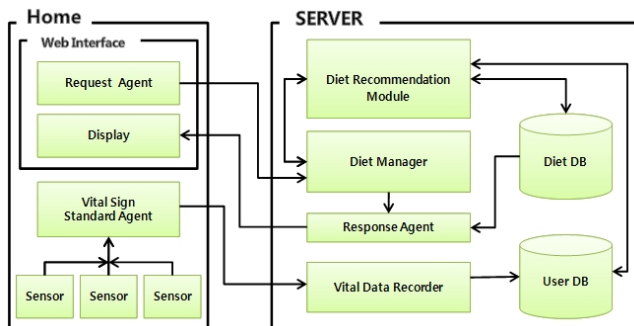 Home
Web Interface
Request Agent
Display
Vital Sign
Standard Agent
Sensor
Sensor
Sensor
SERVER
Diet Recommendation
Module
Diet Manager
Response Agent
Vital Data Recorder
Diet DB
User DB